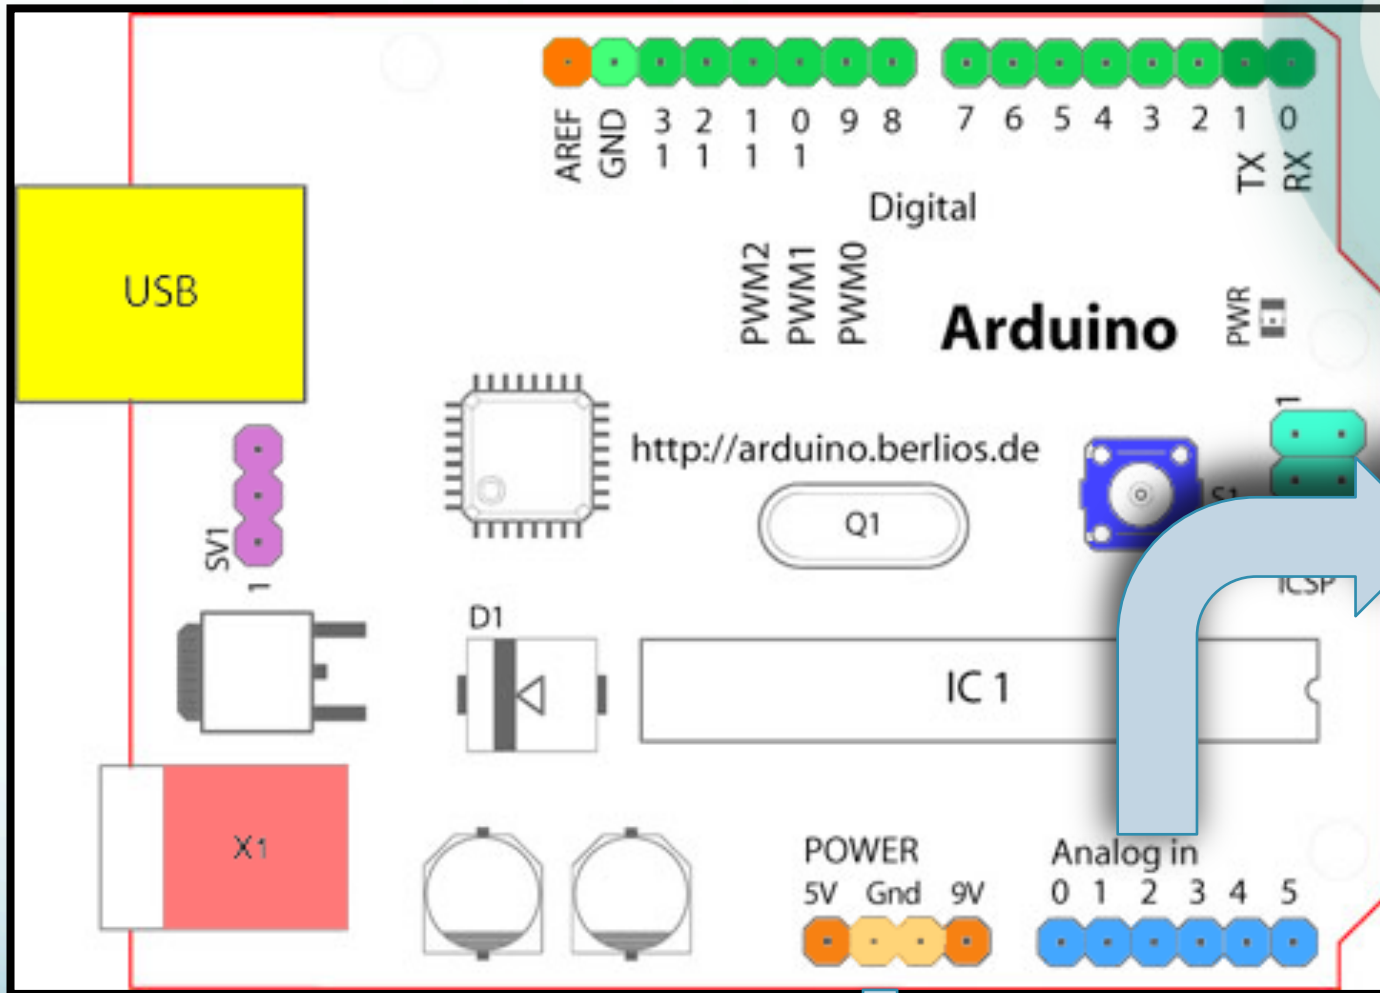 AREF GND 3 2 1 0 9 8 7 6 5 4 3 2 1 0
1 1 1 1 TX RX
Digital
PWM2 PWM1 PWM0
USB
Arduino
PWR
1
http://arduino.berlios.de
S1
Q1
SV1
1
ICSP
D1
IC 1
X1
POWER
5V Gnd 9V
Analog in
0 1 2 3 4 5